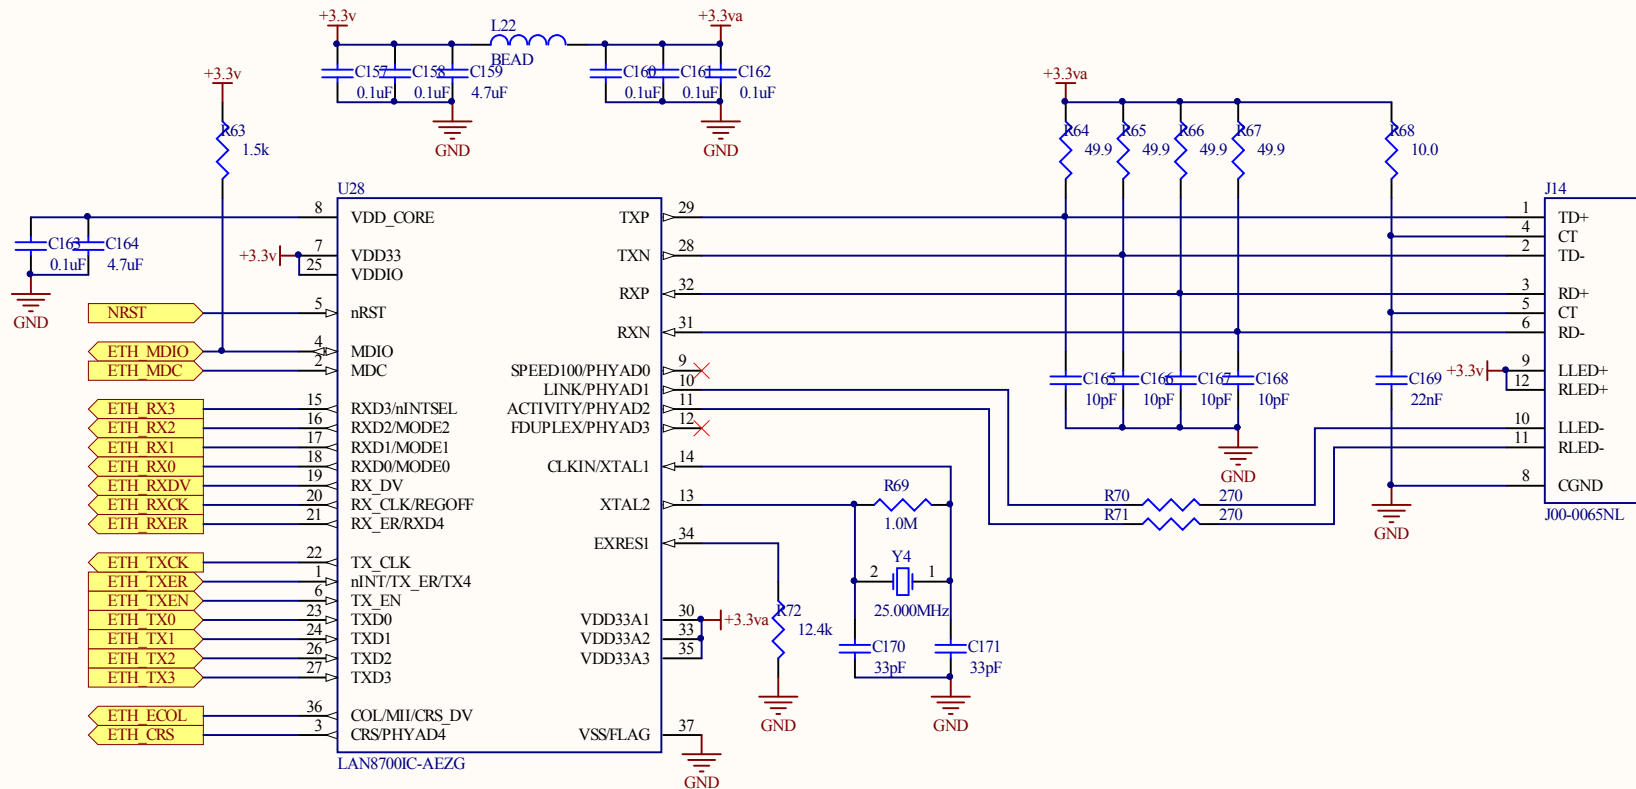 +3.3v
L22
BEAD
+3.3va
C157
0.1uF
C158
0.1uF
C159
4.7uF
C160
0.1uF
C161
0.1uF
C162
0.1uF
GND
GND
+3.3v
R63
1.5k
+3.3va
R64
49.9
R65
49.9
R66
49.9
R67
49.9
R68
10.0
C163
0.1uF
C164
4.7uF
GND
+3.3v
NRST
ETH_MDIO
ETH_MDC
ETH_RX3
ETH_RX2
ETH_RX1
ETH_RX0
ETH_RXDV
ETH_RXCK
ETH_RXER
ETH_TXCK
ETH_TXER
ETH_TXEN
ETH_TX0
ETH_TX1
ETH_TX2
ETH_TX3
ETH_ECOL
ETH_CRS
U28
8 VDD_CORE
7 VDD33
25 VDDIO
5 nRST
4 MDIO
2 MDC
15 RXD3/nINTSEL
16 RXD2/MODE2
17 RXD1/MODE1
18 RXD0/MODE0
19 RX_DV
20 RX_CLK/REGOFF
21 RX_ER/RXD4
22 TX_CLK
1 nINT/TX_ER/TX4
6 TX_EN
23 TXD0
24 TXD1
26 TXD2
27 TXD3
36 COL/MII/CRS_DV
3 CRS/PHYAD4
TXP 29
TXN 28
RXP 32
RXN 31
SPEED100/PHYAD0 9
LINK/PHYAD1 10
ACTIVITY/PHYAD2 11
FDUPLEX/PHYAD3 12
CLKIN/XTAL1 14
XTAL2 13
EXRES1 34
VDD33A1 30
VDD33A2 33
VDD33A3 35
VSS/FLAG 37
LAN8700IC-AEZG
+3.3va
GND
R72
12.4k
GND
R69
1.0M
Y4
2 1
25.000MHz
C170
33pF
C171
33pF
GND
C165
10pF
C166
10pF
C167
10pF
C168
10pF
GND
C169
22nF
GND
R70 270
R71 270
+3.3v
J14
1 TD+
4 CT
2 TD-
3 RD+
5 CT
6 RD-
9 LLED+
12 RLED+
10 LLED-
11 RLED-
8 CGND
J00-0065NL